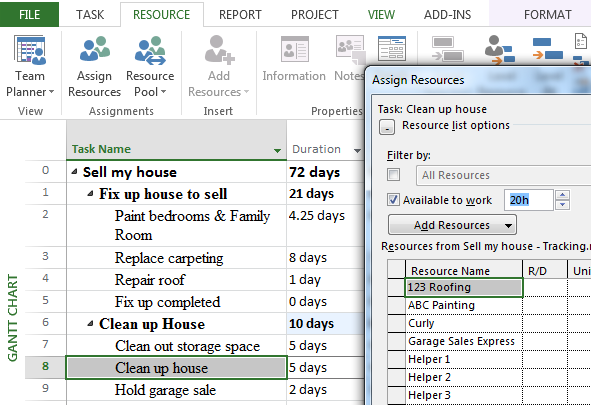 FILE TASK RESOURCE REPORT PROJECT VIEW ADD-INS FORMAT
Team Planner
Assign Resources
Resource Pool
Add Resources
Information
Notes
View Assignments Insert Properties
Assign Resources
Task: Clean up house
- Resource list options
Filter by:
All Resources
Available to work 20h
Add Resources
Resources from Sell my house - Tracking.
Resource Name R/D Uni
123 Roofing
ABC Painting
Curly
Garage Sales Express
Helper 1
Helper 2
Helper 3
GANTT CHART
Task Name Duration
0 Sell my house 72 days
1 Fix up house to sell 21 days
2 Paint bedrooms & Family 4.25 days
Room
3 Replace carpeting 8 days
4 Repair roof 1 day
5 Fix up completed 0 days
6 Clean up House 10 days
7 Clean out storage space 5 days
8 Clean up house 5 days
9 Hold garage sale 2 days